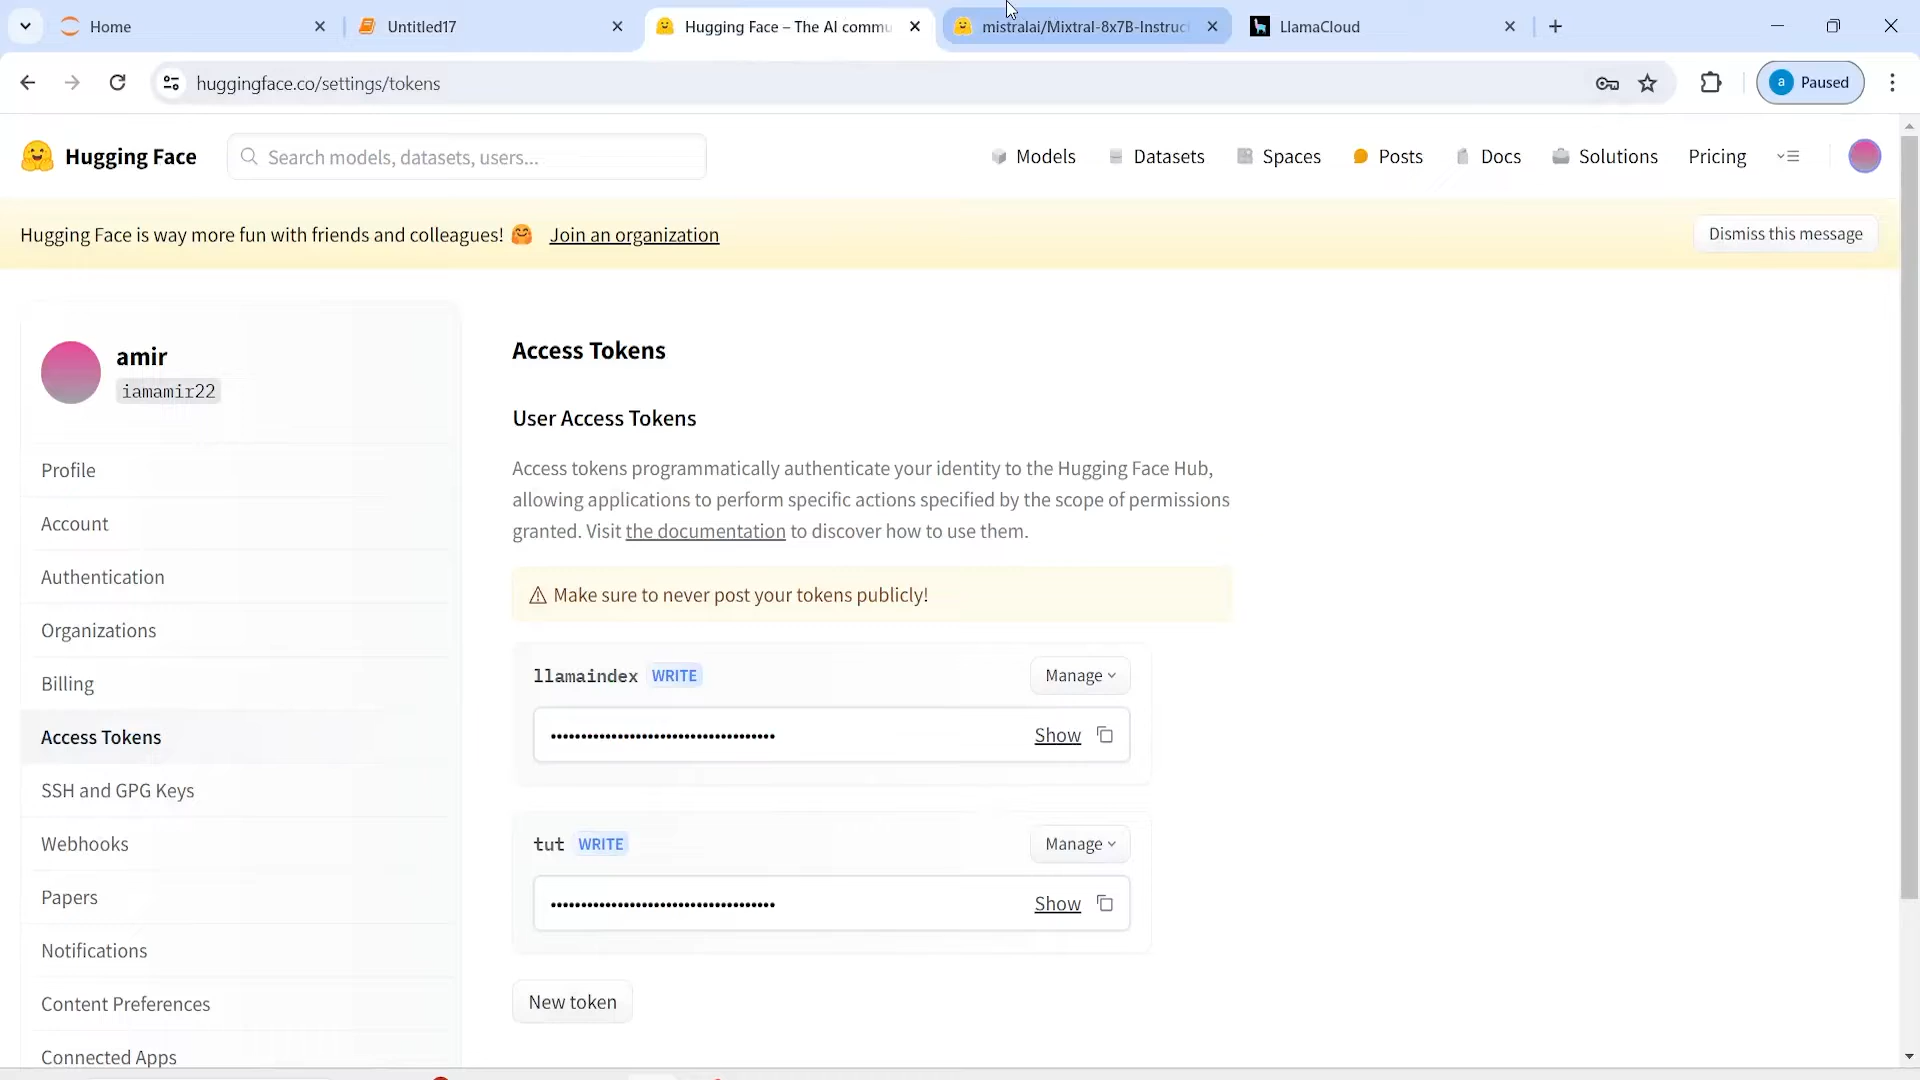 Home
Untitled17
Hugging Face – The AI commu
mistralai/Mixtral-8x7B-Instruc
LlamaCloud
huggingface.co/settings/tokens
a
Paused
Hugging Face
Search models, datasets, users...
Models
Datasets
Spaces
Posts
Docs
Solutions
Pricing
Hugging Face is way more fun with friends and colleagues! 🤗 Join an organization
Dismiss this message
amir
iamamir22
Profile
Account
Authentication
Organizations
Billing
Access Tokens
SSH and GPG Keys
Webhooks
Papers
Notifications
Content Preferences
Connected Apps
Access Tokens
User Access Tokens
Access tokens programmatically authenticate your identity to the Hugging Face Hub,
allowing applications to perform specific actions specified by the scope of permissions
granted. Visit the documentation to discover how to use them.
⚠ Make sure to never post your tokens publicly!
llamaindex WRITE
Manage
••••••••••••••••••••••••••••••••••••• Show
tut WRITE
Manage
••••••••••••••••••••••••••••••••••••• Show
New token